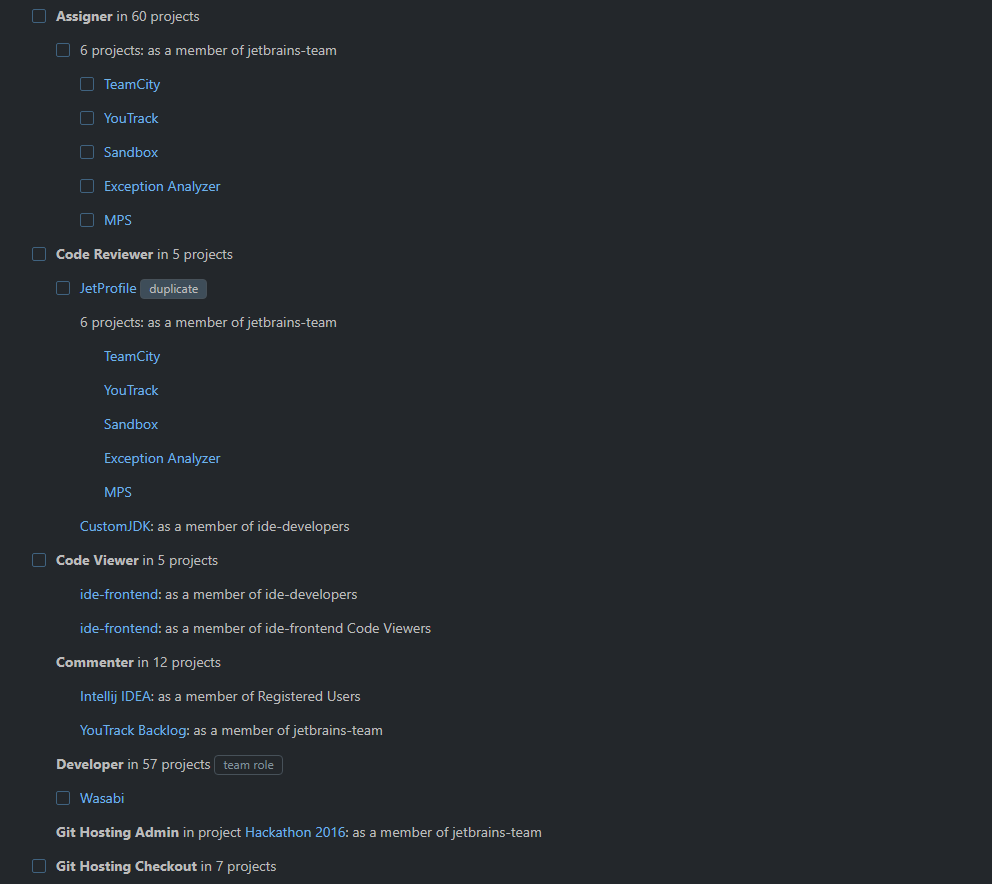 Assigner in 60 projects
6 projects: as a member of jetbrains-team
TeamCity
YouTrack
Sandbox
Exception Analyzer
MPS
Code Reviewer in 5 projects
JetProfile duplicate
6 projects: as a member of jetbrains-team
TeamCity
YouTrack
Sandbox
Exception Analyzer
MPS
CustomJDK: as a member of ide-developers
Code Viewer in 5 projects
ide-frontend: as a member of ide-developers
ide-frontend: as a member of ide-frontend Code Viewers
Commenter in 12 projects
Intellij IDEA: as a member of Registered Users
YouTrack Backlog: as a member of jetbrains-team
Developer in 57 projects team role
Wasabi
Git Hosting Admin in project Hackathon 2016: as a member of jetbrains-team
Git Hosting Checkout in 7 projects